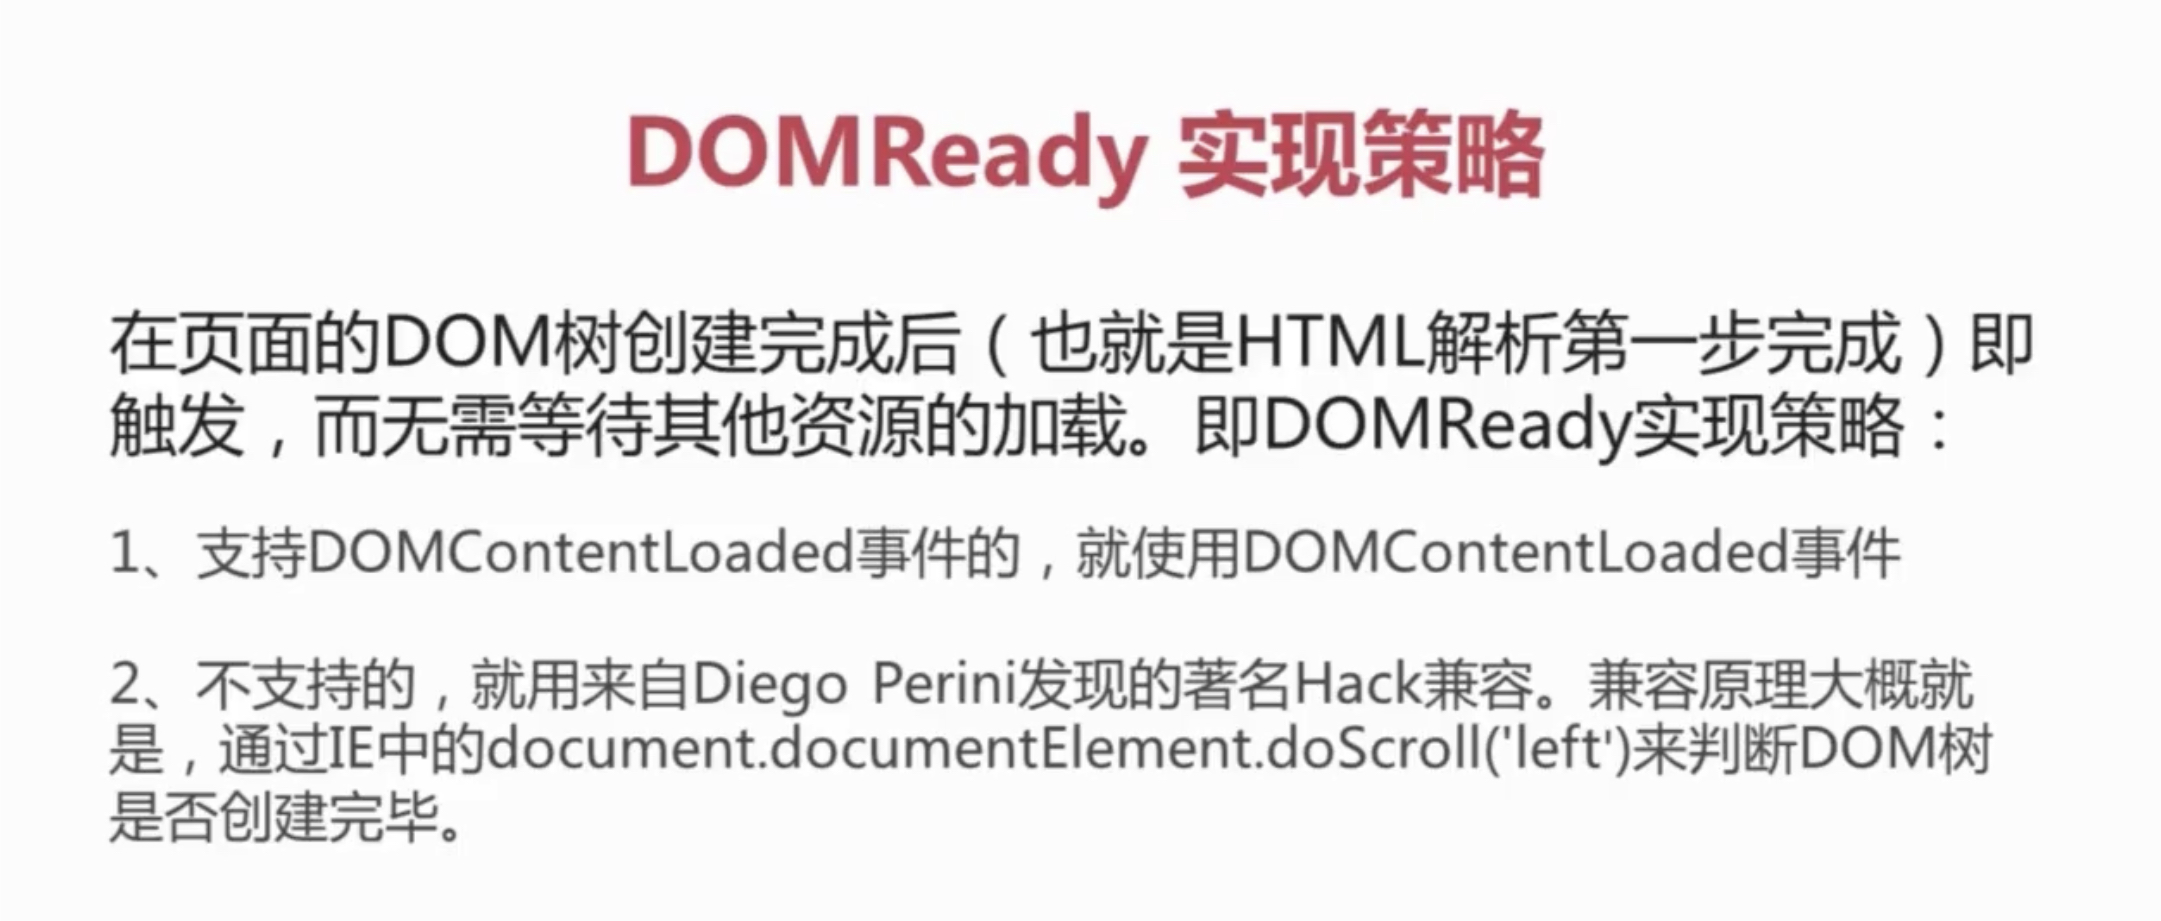 DOMReady 实现策略
在页面的DOM树创建完成后（也就是HTML解析第一步完成）即
触发，而无需等待其他资源的加载。即DOMReady实现策略：
1、支持DOMContentLoaded事件的，就使用DOMContentLoaded事件
2、不支持的，就用来自Diego Perini发现的著名Hack兼容。兼容原理大概就
是，通过IE中的document.documentElement.doScroll('left')来判断DOM树
是否创建完毕。